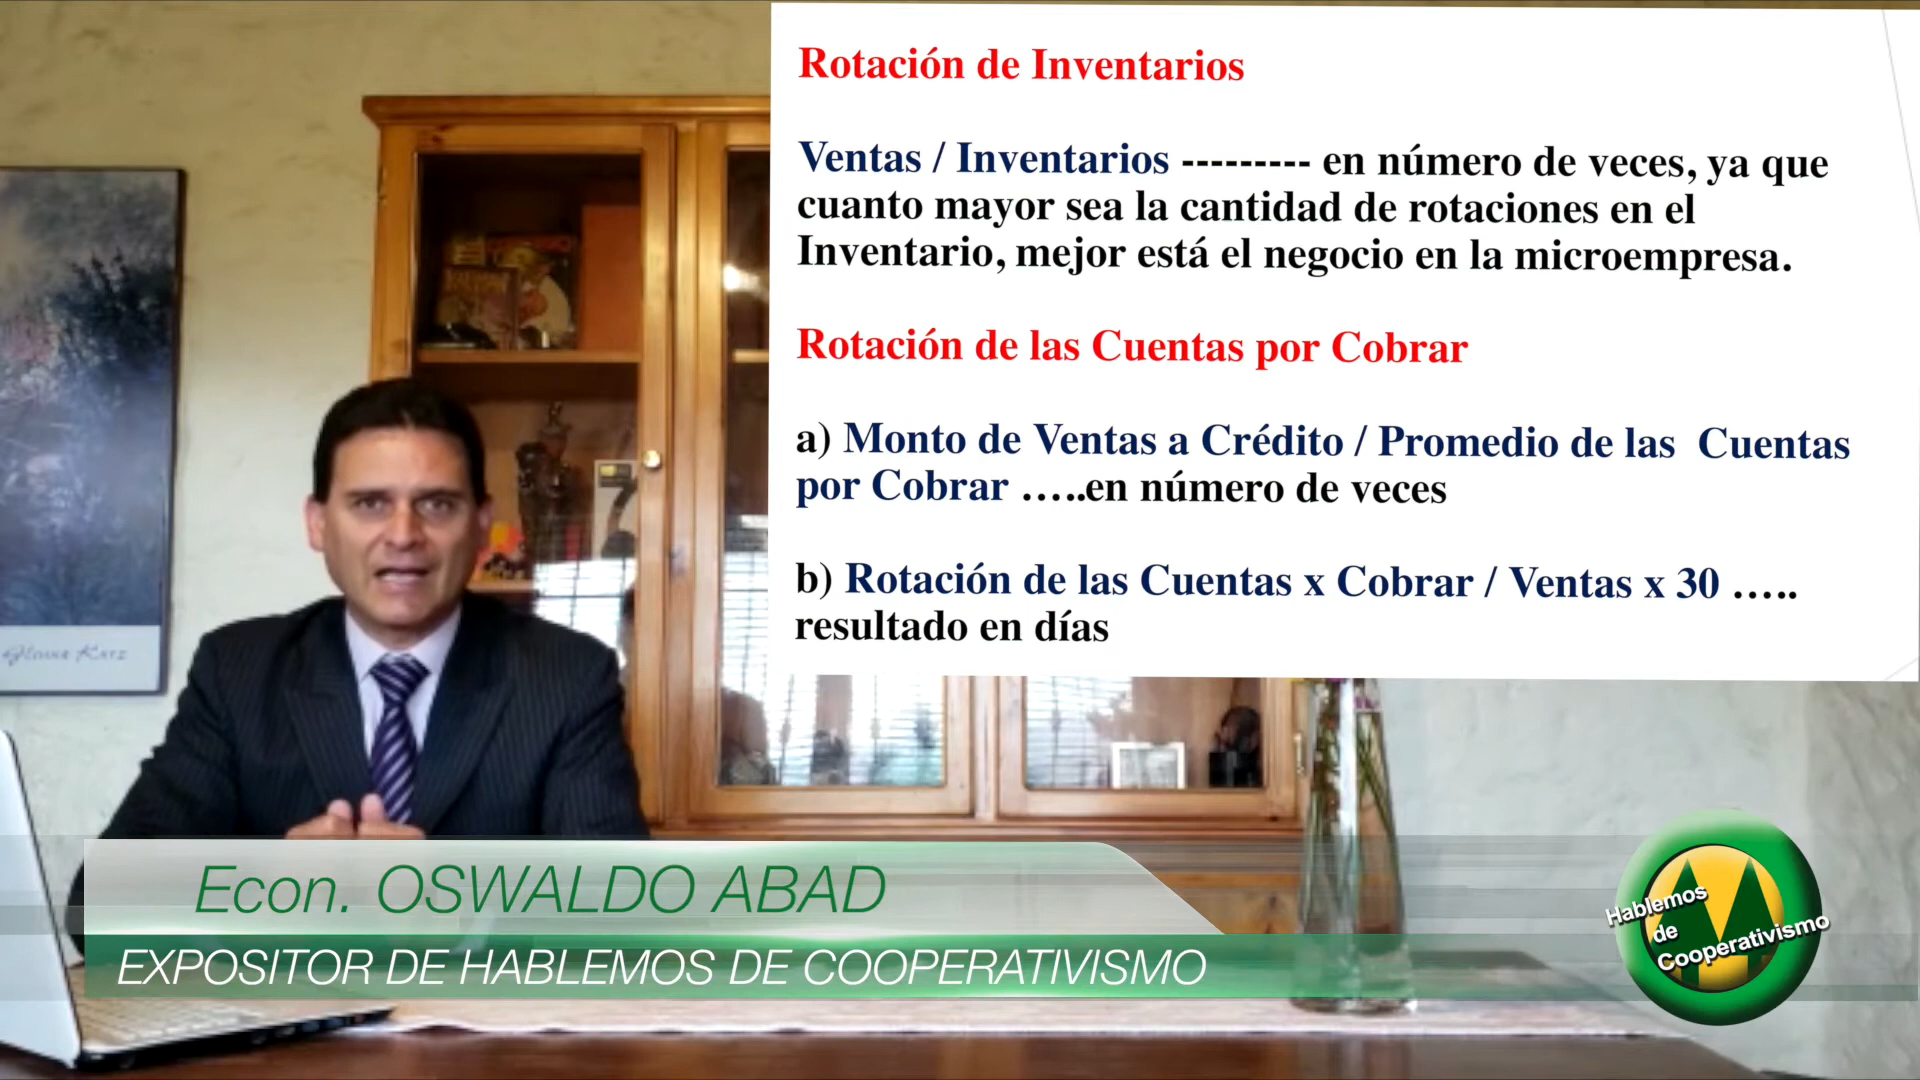 Rotación de Inventarios
Ventas / Inventarios --------- en número de veces, ya que
cuanto mayor sea la cantidad de rotaciones en el
Inventario, mejor está el negocio en la microempresa.
Rotación de las Cuentas por Cobrar
a) Monto de Ventas a Crédito / Promedio de las Cuentas
por Cobrar …..en número de veces
b) Rotación de las Cuentas x Cobrar / Ventas x 30 …..
resultado en días
Econ. OSWALDO ABAD
EXPOSITOR DE HABLEMOS DE COOPERATIVISMO
Hablemos
de
Cooperativismo